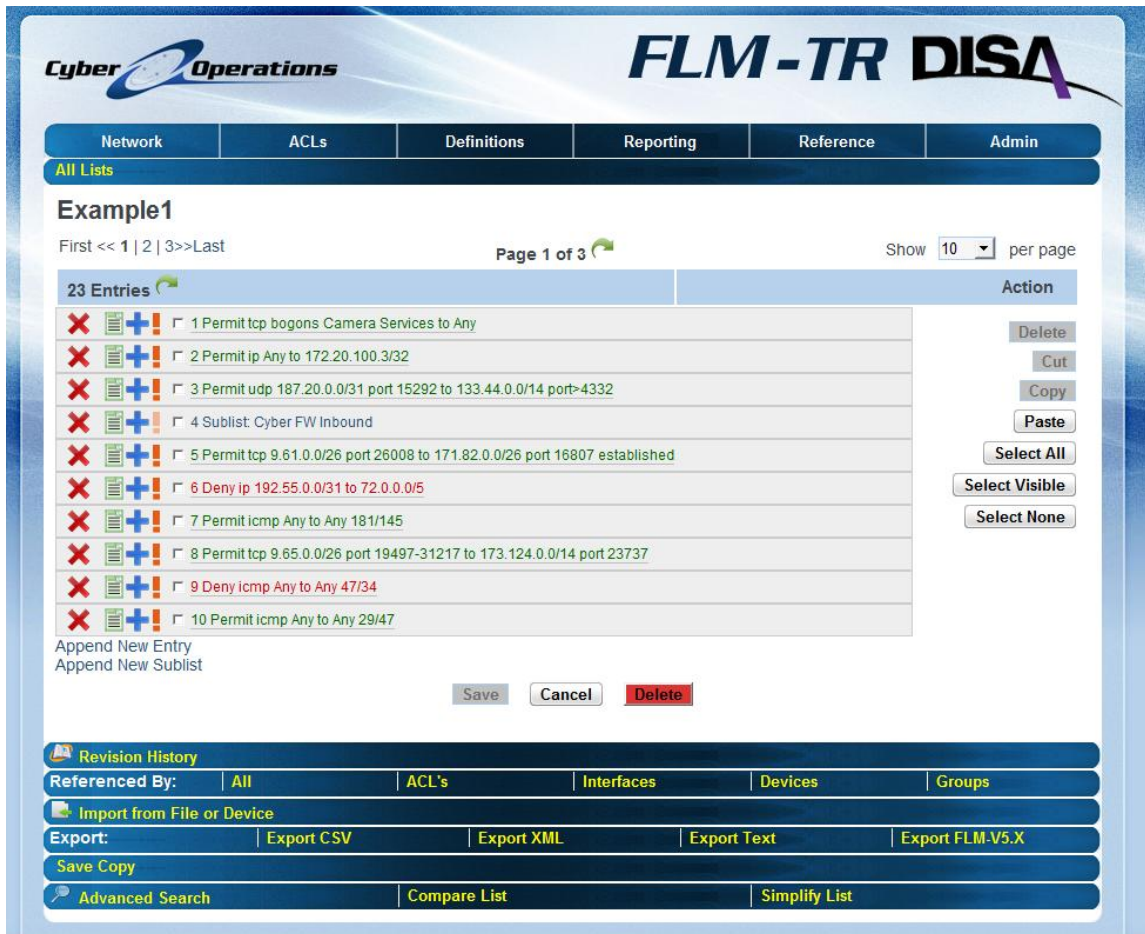 Cyber Operations
FLM-TR DISA
Network ACLs Definitions Reporting Reference Admin
All Lists
Example1
First << 1 | 2 | 3>>Last Page 1 of 3 Show 10 per page
23 Entries Action
1 Permit tcp bogons Camera Services to Any
2 Permit ip Any to 172.20.100.3/32
3 Permit udp 187.20.0.0/31 port 15292 to 133.44.0.0/14 port>4332
4 Sublist: Cyber FW Inbound
5 Permit tcp 9.61.0.0/26 port 26008 to 171.82.0.0/26 port 16807 established
6 Deny ip 192.55.0.0/31 to 72.0.0.0/5
7 Permit icmp Any to Any 181/145
8 Permit tcp 9.65.0.0/26 port 19497-31217 to 173.124.0.0/14 port 23737
9 Deny icmp Any to Any 47/34
10 Permit icmp Any to Any 29/47
Delete
Cut
Copy
Paste
Select All
Select Visible
Select None
Append New Entry
Append New Sublist
Save Cancel Delete
Revision History
Referenced By: All ACL's Interfaces Devices Groups
Import from File or Device
Export: Export CSV Export XML Export Text Export FLM-V5.X
Save Copy
Advanced Search Compare List Simplify List